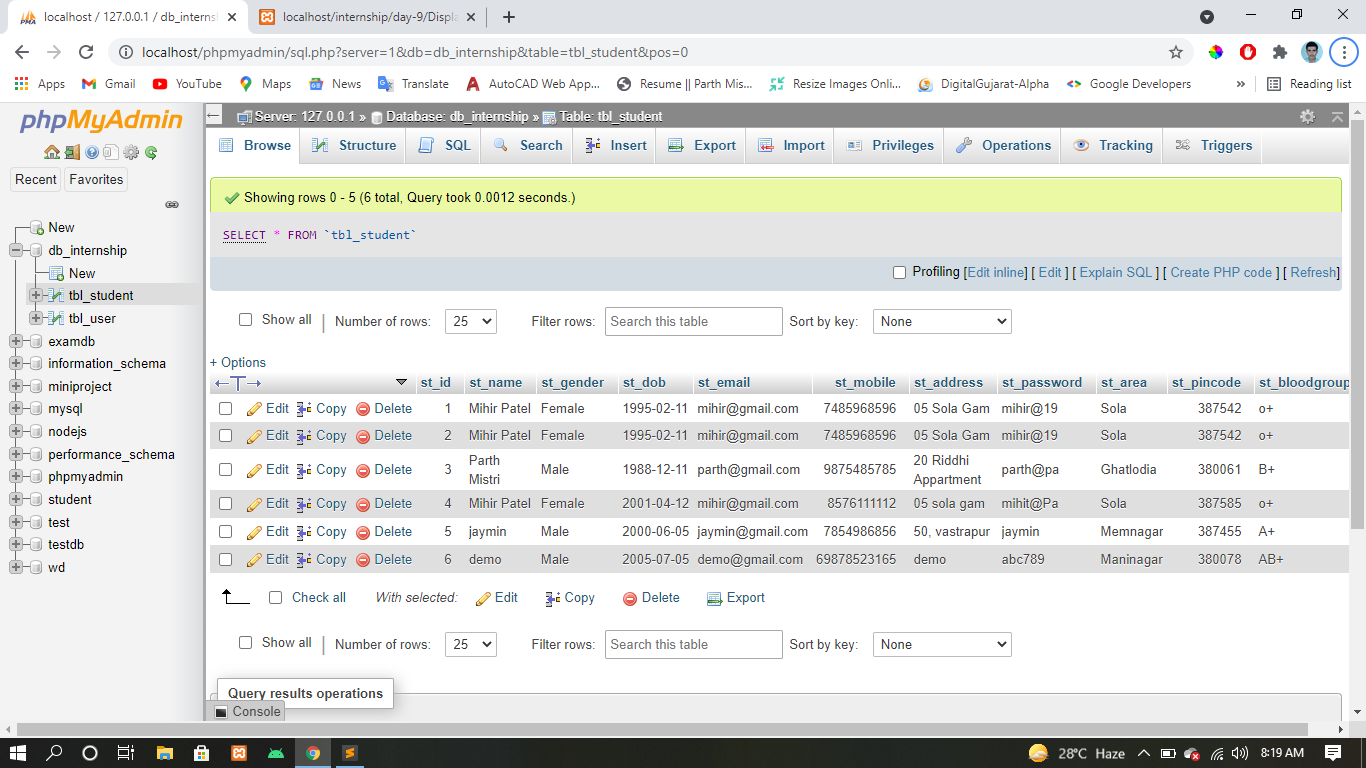 localhost / 127.0.0.1 / db_interns
localhost/internship/day-9/Displa
localhost/phpmyadmin/sql.php?server=1&db=db_internship&table=tbl_student&pos=0
Apps Gmail YouTube Maps News Translate AutoCAD Web App... Resume || Parth Mis... Resize Images Onli... DigitalGujarat-Alpha Google Developers » Reading list
phpMyAdmin
Recent Favorites
New
db_internship
New
tbl_student
tbl_user
examdb
information_schema
miniproject
mysql
nodejs
performance_schema
phpmyadmin
student
test
testdb
wd
Server: 127.0.0.1 » Database: db_internship » Table: tbl_student
Browse Structure SQL Search Insert Export Import Privileges Operations Tracking Triggers
Showing rows 0 - 5 (6 total, Query took 0.0012 seconds.)
SELECT * FROM `tbl_student`
Profiling [Edit inline] [ Edit ] [ Explain SQL ] [ Create PHP code ] [ Refresh]
Show all | Number of rows: 25 Filter rows: Search this table Sort by key: None
+ Options
←T→ st_id st_name st_gender st_dob st_email st_mobile st_address st_password st_area st_pincode st_bloodgroup
Edit Copy Delete 1 Mihir Patel Female 1995-02-11 mihir@gmail.com 7485968596 05 Sola Gam mihir@19 Sola 387542 o+
Edit Copy Delete 2 Mihir Patel Female 1995-02-11 mihir@gmail.com 7485968596 05 Sola Gam mihir@19 Sola 387542 o+
Edit Copy Delete 3 Parth Mistri Male 1988-12-11 parth@gmail.com 9875485785 20 Riddhi Appartment parth@pa Ghatlodia 380061 B+
Edit Copy Delete 4 Mihir Patel Female 2001-04-12 mihir@gmail.com 8576111112 05 sola gam mihit@Pa Sola 387585 o+
Edit Copy Delete 5 jaymin Male 2000-06-05 jaymin@gmail.com 7854986856 50, vastrapur jaymin Memnagar 387455 A+
Edit Copy Delete 6 demo Male 2005-07-05 demo@gmail.com 69878523165 demo abc789 Maninagar 380078 AB+
Check all With selected: Edit Copy Delete Export
Show all | Number of rows: 25 Filter rows: Search this table Sort by key: None
Query results operations
Console
28°C Haze 8:19 AM